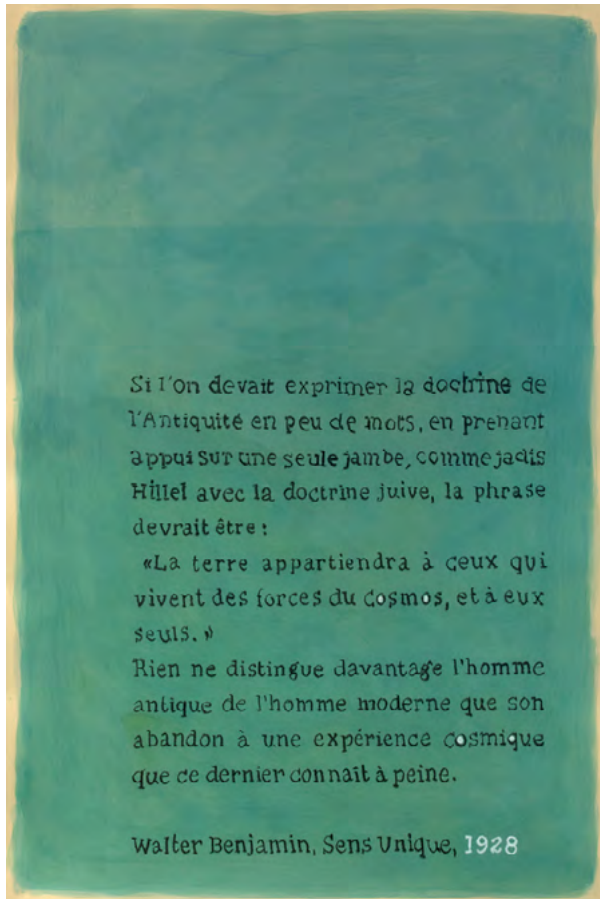 Si l'on devait exprimer la doctrine de
l'Antiquité en peu de mots, en prenant
appui sur une seule jambe, comme jadis
Hillel avec la doctrine juive, la phrase
devrait être :
«La terre appartiendra à ceux qui
vivent des forces du cosmos, et à eux
seuls.»
Rien ne distingue davantage l'homme
antique de l'homme moderne que son
abandon à une expérience cosmique
que ce dernier connaît à peine.
Walter Benjamin, Sens Unique, 1928